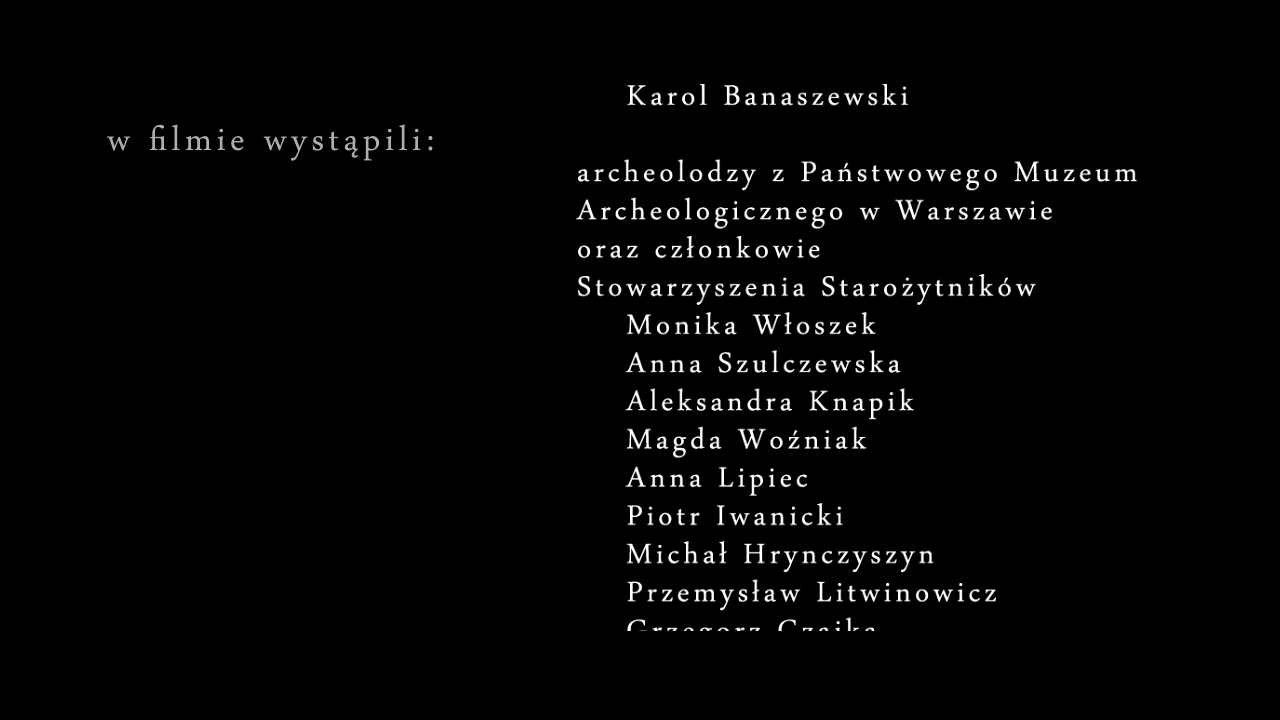 Karol Banaszewski
w filmie wystąpili:
archeolodzy z Państwowego Muzeum
Archeologicznego w Warszawie
oraz członkowie
Stowarzyszenia Starożytników
Monika Włoszek
Anna Szulczewska
Aleksandra Knapik
Magda Woźniak
Anna Lipiec
Piotr Iwanicki
Michał Hrynczyszyn
Przemysław Litwinowicz
Grzegorz